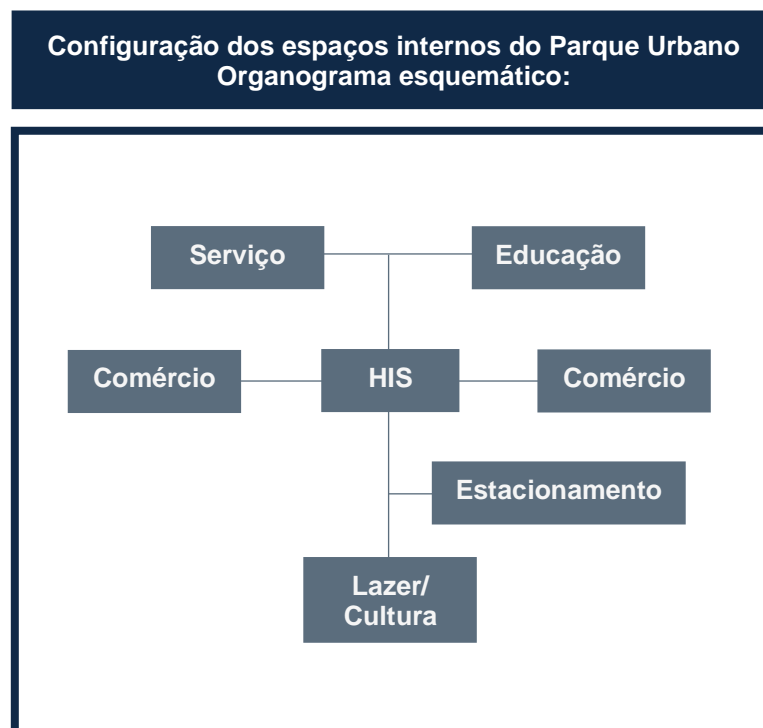 Configuração dos espaços internos do Parque Urbano
Organograma esquemático:
Serviço
Educação
Comércio
HIS
Comércio
Estacionamento
Lazer/
Cultura